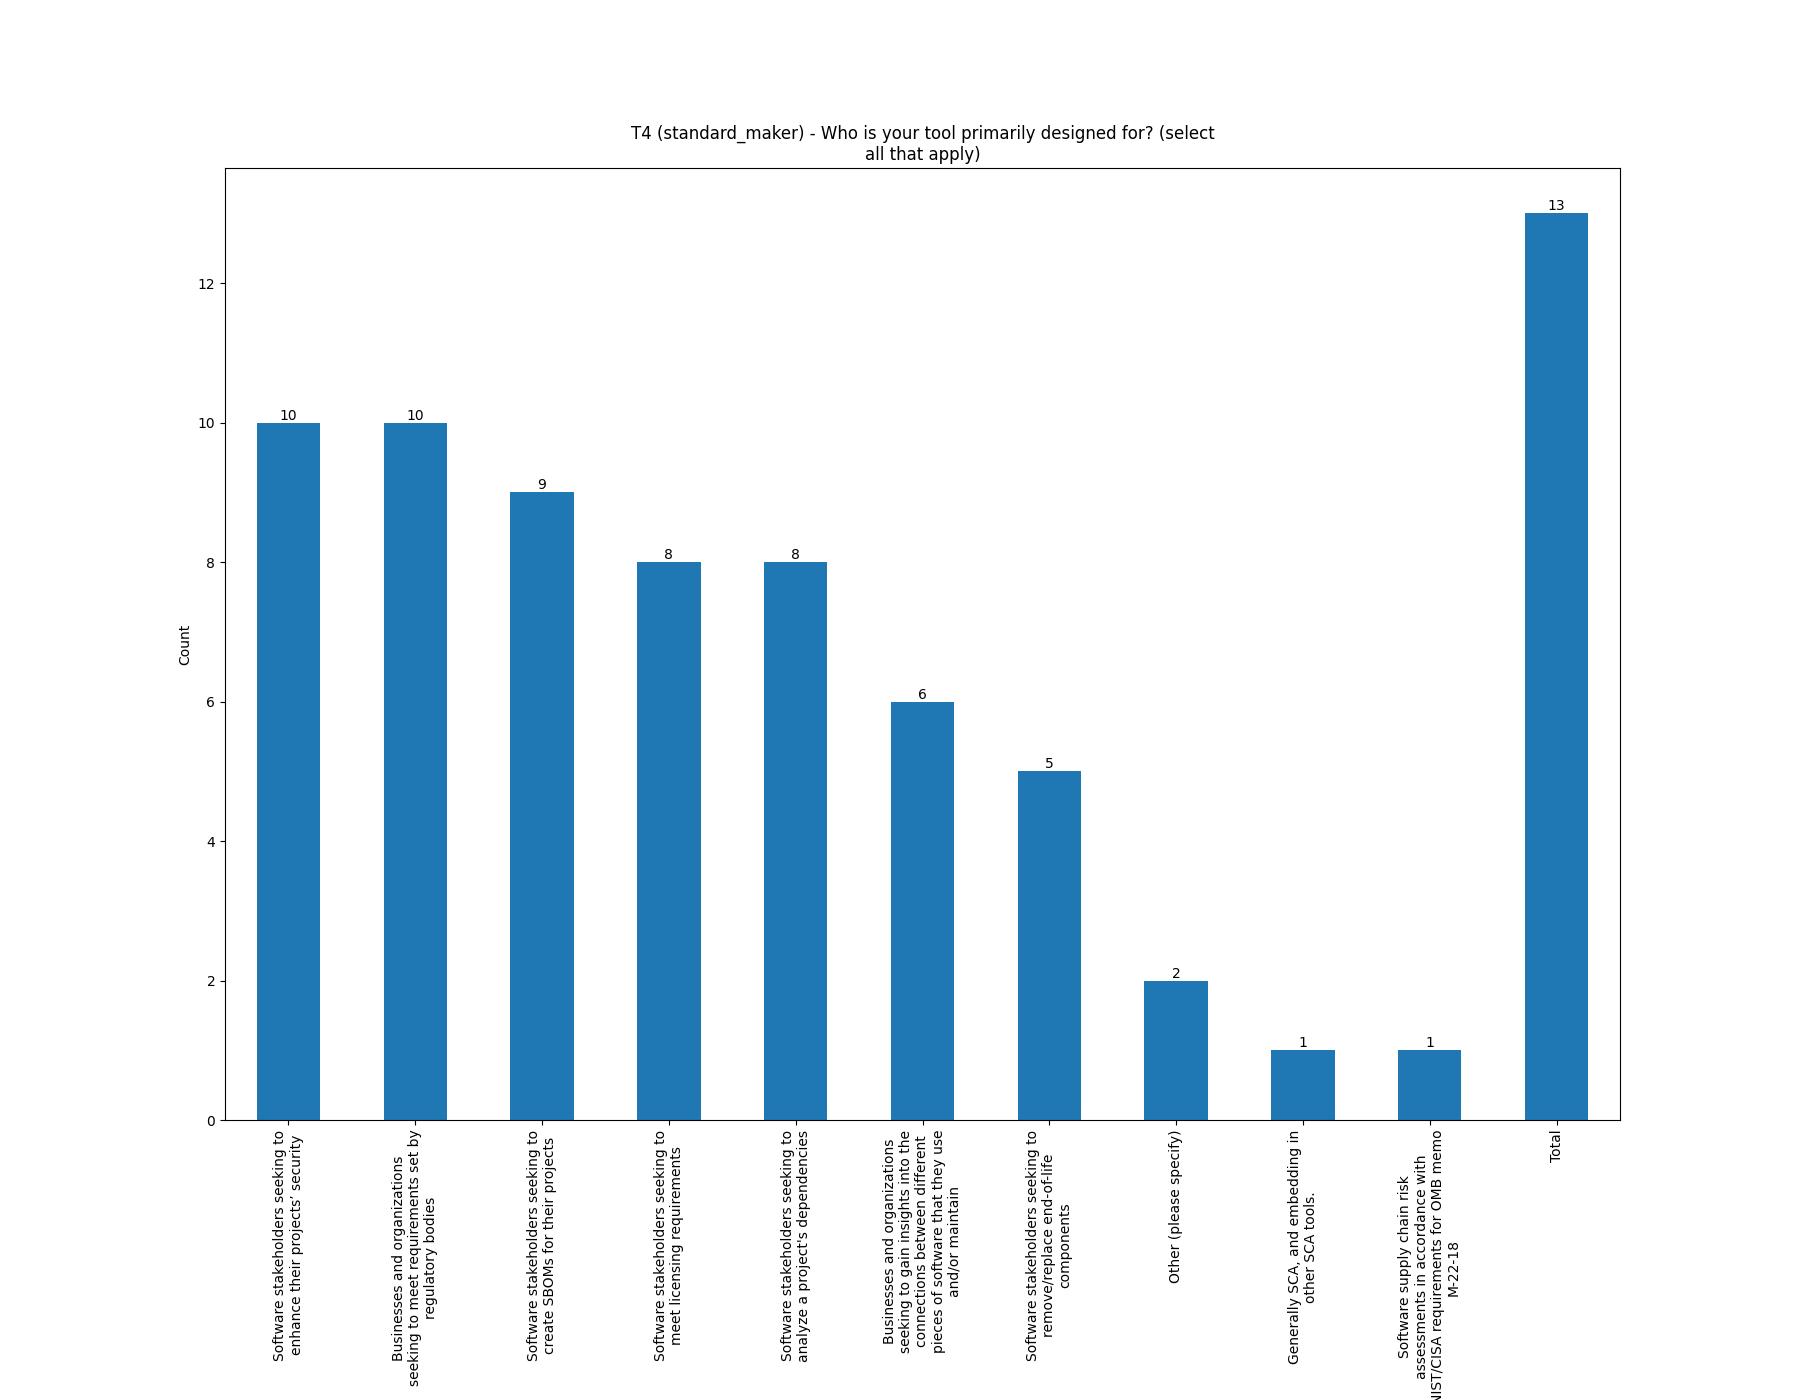 T4 (standard_maker) - Who is your tool primarily designed for? (select
all that apply)
Count
12
10
8
6
4
2
0
10
10
9
8
8
6
5
2
1
1
13
Software stakeholders seeking to
enhance their projects’ security
Businesses and organizations
seeking to meet requirements set by
regulatory bodies
Software stakeholders seeking to
create SBOMs for their projects
Software stakeholders seeking to
meet licensing requirements
Software stakeholders seeking to
analyze a project's dependencies
Businesses and organizations
seeking to gain insights into the
connections between different
pieces of software that they use
and/or maintain
Software stakeholders seeking to
remove/replace end-of-life
components
Other (please specify)
Generally SCA, and embedding in
other SCA tools.
Software supply chain risk
assessments in accordance with
NIST/CISA requirements for OMB memo
M-22-18
Total